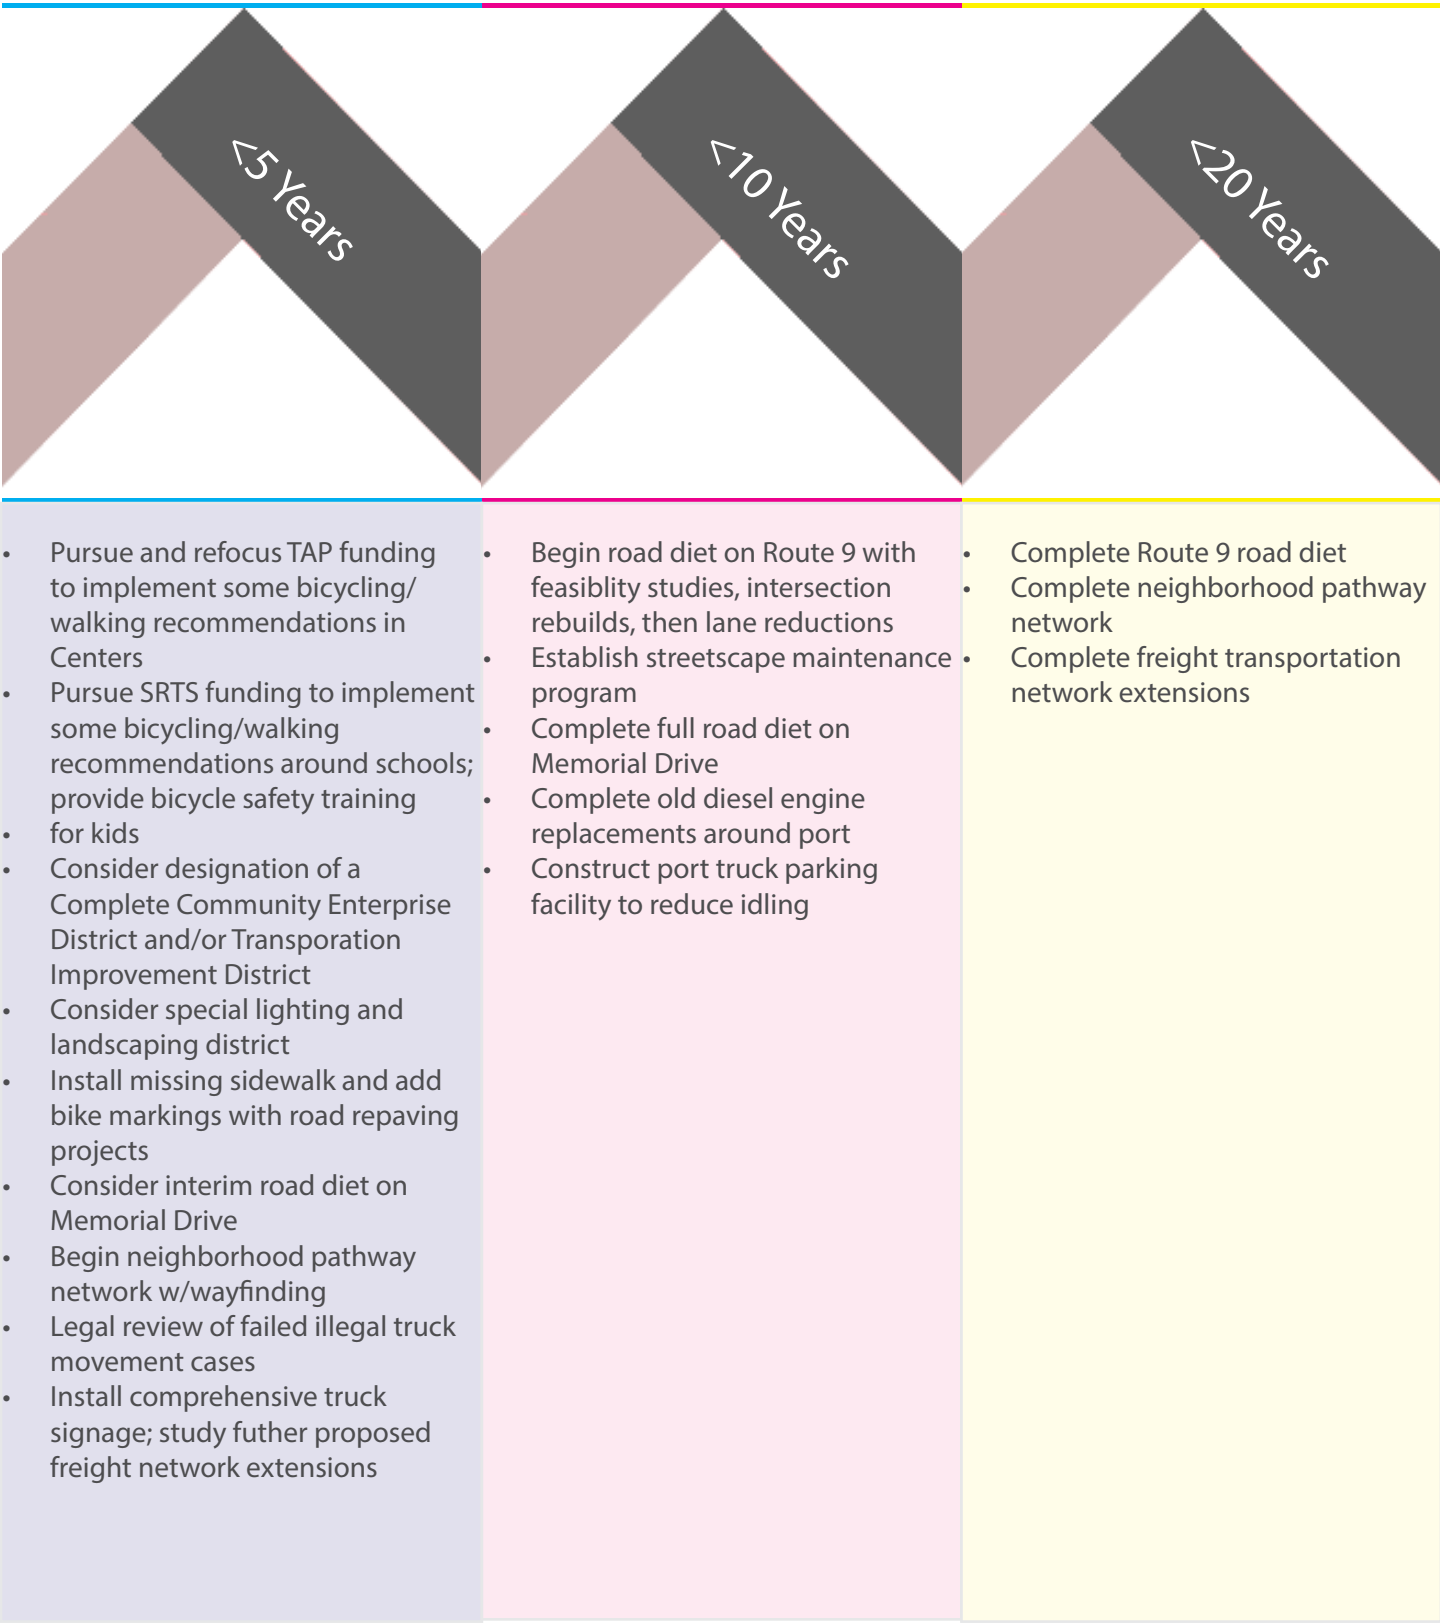 <5 Years
<10 Years
<20 Years
• Pursue and refocus TAP funding
to implement some bicycling/
walking recommendations in
Centers
• Pursue SRTS funding to implement
some bicycling/walking
recommendations around schools;
provide bicycle safety training
• for kids
• Consider designation of a
Complete Community Enterprise
District and/or Transporation
Improvement District
• Consider special lighting and
landscaping district
• Install missing sidewalk and add
bike markings with road repaving
projects
• Consider interim road diet on
Memorial Drive
• Begin neighborhood pathway
network w/wayfinding
• Legal review of failed illegal truck
movement cases
• Install comprehensive truck
signage; study futher proposed
freight network extensions
• Begin road diet on Route 9 with
feasiblity studies, intersection
rebuilds, then lane reductions
• Establish streetscape maintenance
program
• Complete full road diet on
Memorial Drive
• Complete old diesel engine
replacements around port
• Construct port truck parking
facility to reduce idling
• Complete Route 9 road diet
• Complete neighborhood pathway
network
• Complete freight transportation
network extensions